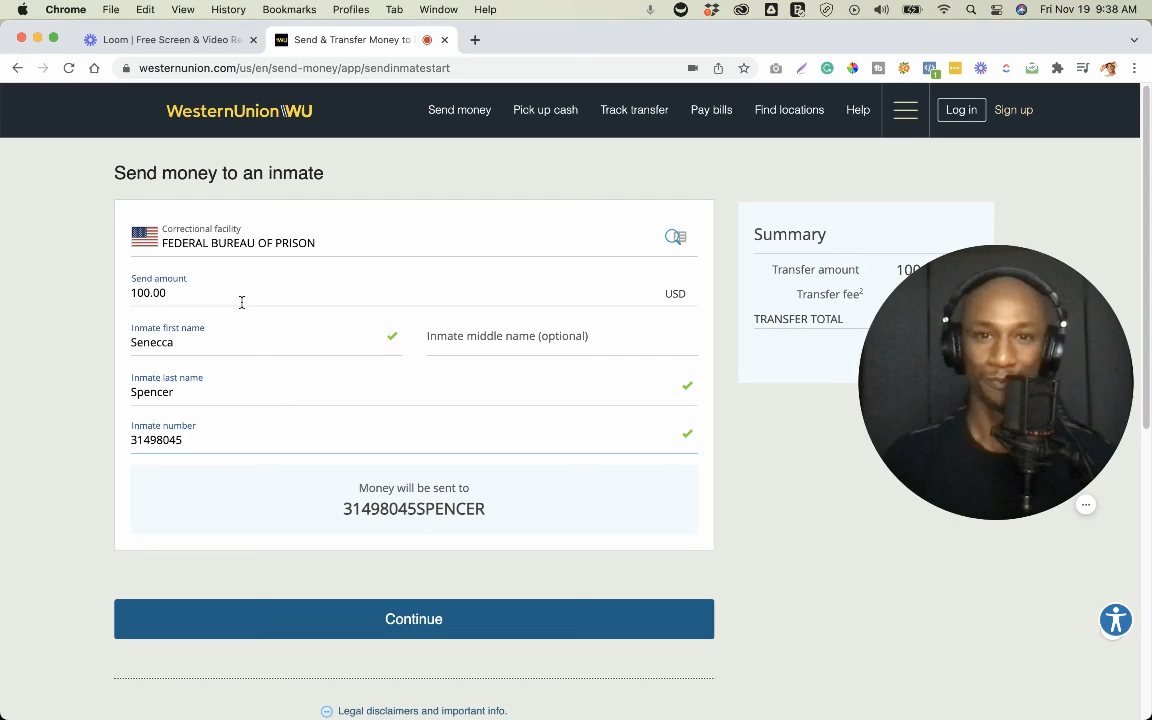 Chrome File Edit View History Bookmarks Profiles Tab Window Help Fri Nov 19 9:38 AM
Loom | Free Screen & Video Re
Send & Transfer Money to
westernunion.com/us/en/send-money/app/sendinmatestart
WesternUnion WU
Send money Pick up cash Track transfer Pay bills Find locations Help Log in Sign up
Send money to an inmate
Correctional facility
FEDERAL BUREAU OF PRISON
Send amount
100.00 USD
Inmate first name
Senecca
Inmate middle name (optional)
Inmate last name
Spencer
Inmate number
31498045
Money will be sent to
31498045SPENCER
Continue
Legal disclaimers and important info.
Summary
Transfer amount 100
Transfer fee2
TRANSFER TOTAL